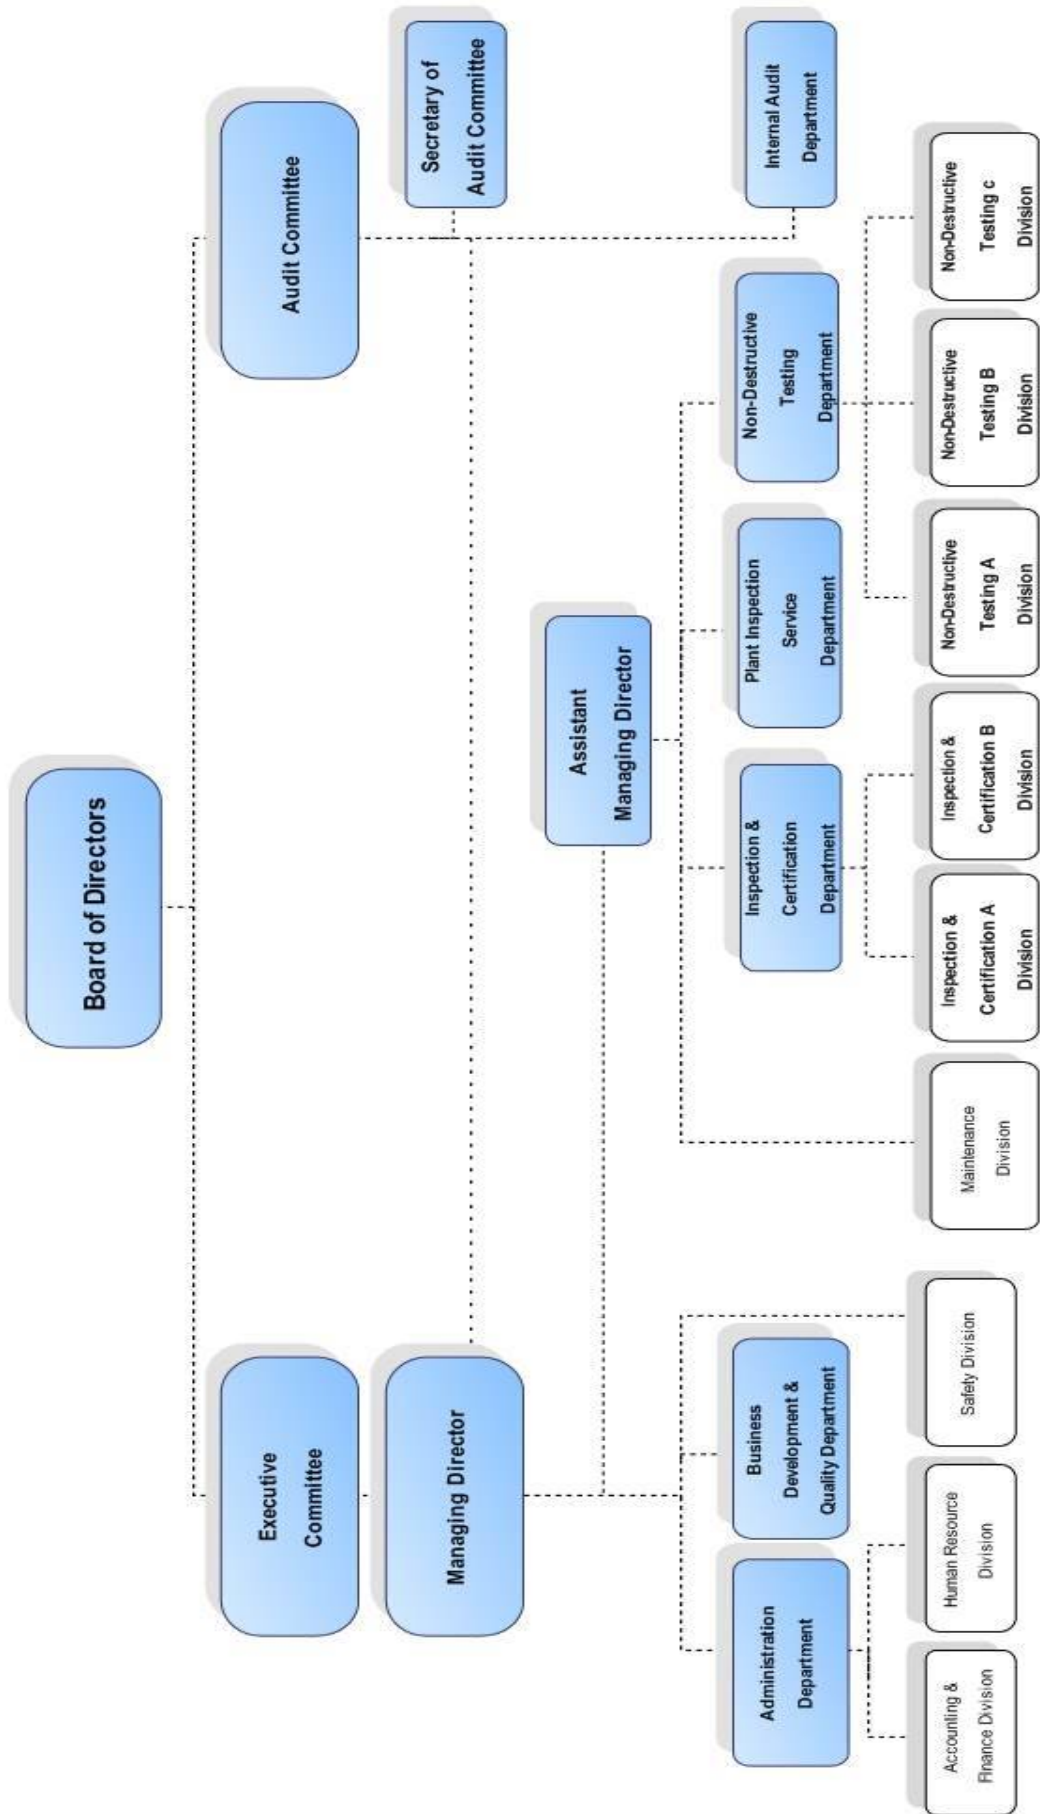 Board of Directors
Executive
Committee
Audit Committee
Managing Director
Secretary of
Audit Committee
Assistant
Managing Director
Administration
Department
Business
Development &
Quality Department
Inspection &
Certification
Department
Plant Inspection
Service
Department
Non-Destructive
Testing
Department
Internal Audit
Department
Accounting &
Finance Division
Human Resource
Division
Safety Division
Maintenance
Division
Inspection &
Certification A
Division
Inspection &
Certification B
Division
Non-Destructive
Testing A
Division
Non-Destructive
Testing B
Division
Non-Destructive
Testing c
Division